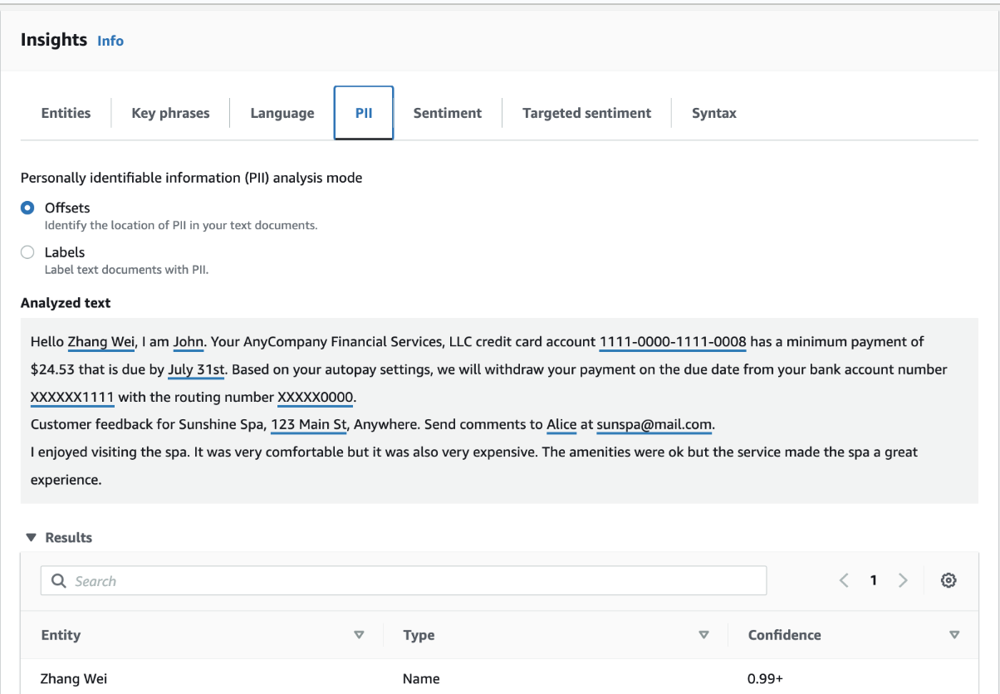 Insights Info
Entities Key phrases Language PII Sentiment Targeted sentiment Syntax
Personally identifiable information (PII) analysis mode
Offsets
Identify the location of PII in your text documents.
Labels
Label text documents with PII.
Analyzed text
Hello Zhang Wei, I am John. Your AnyCompany Financial Services, LLC credit card account 1111-0000-1111-0008 has a minimum payment of
$24.53 that is due by July 31st. Based on your autopay settings, we will withdraw your payment on the due date from your bank account number
XXXXXX1111 with the routing number XXXXX0000.
Customer feedback for Sunshine Spa, 123 Main St, Anywhere. Send comments to Alice at sunspa@mail.com.
I enjoyed visiting the spa. It was very comfortable but it was also very expensive. The amenities were ok but the service made the spa a great
experience.
Results
Search 1
Entity Type Confidence
Zhang Wei Name 0.99+